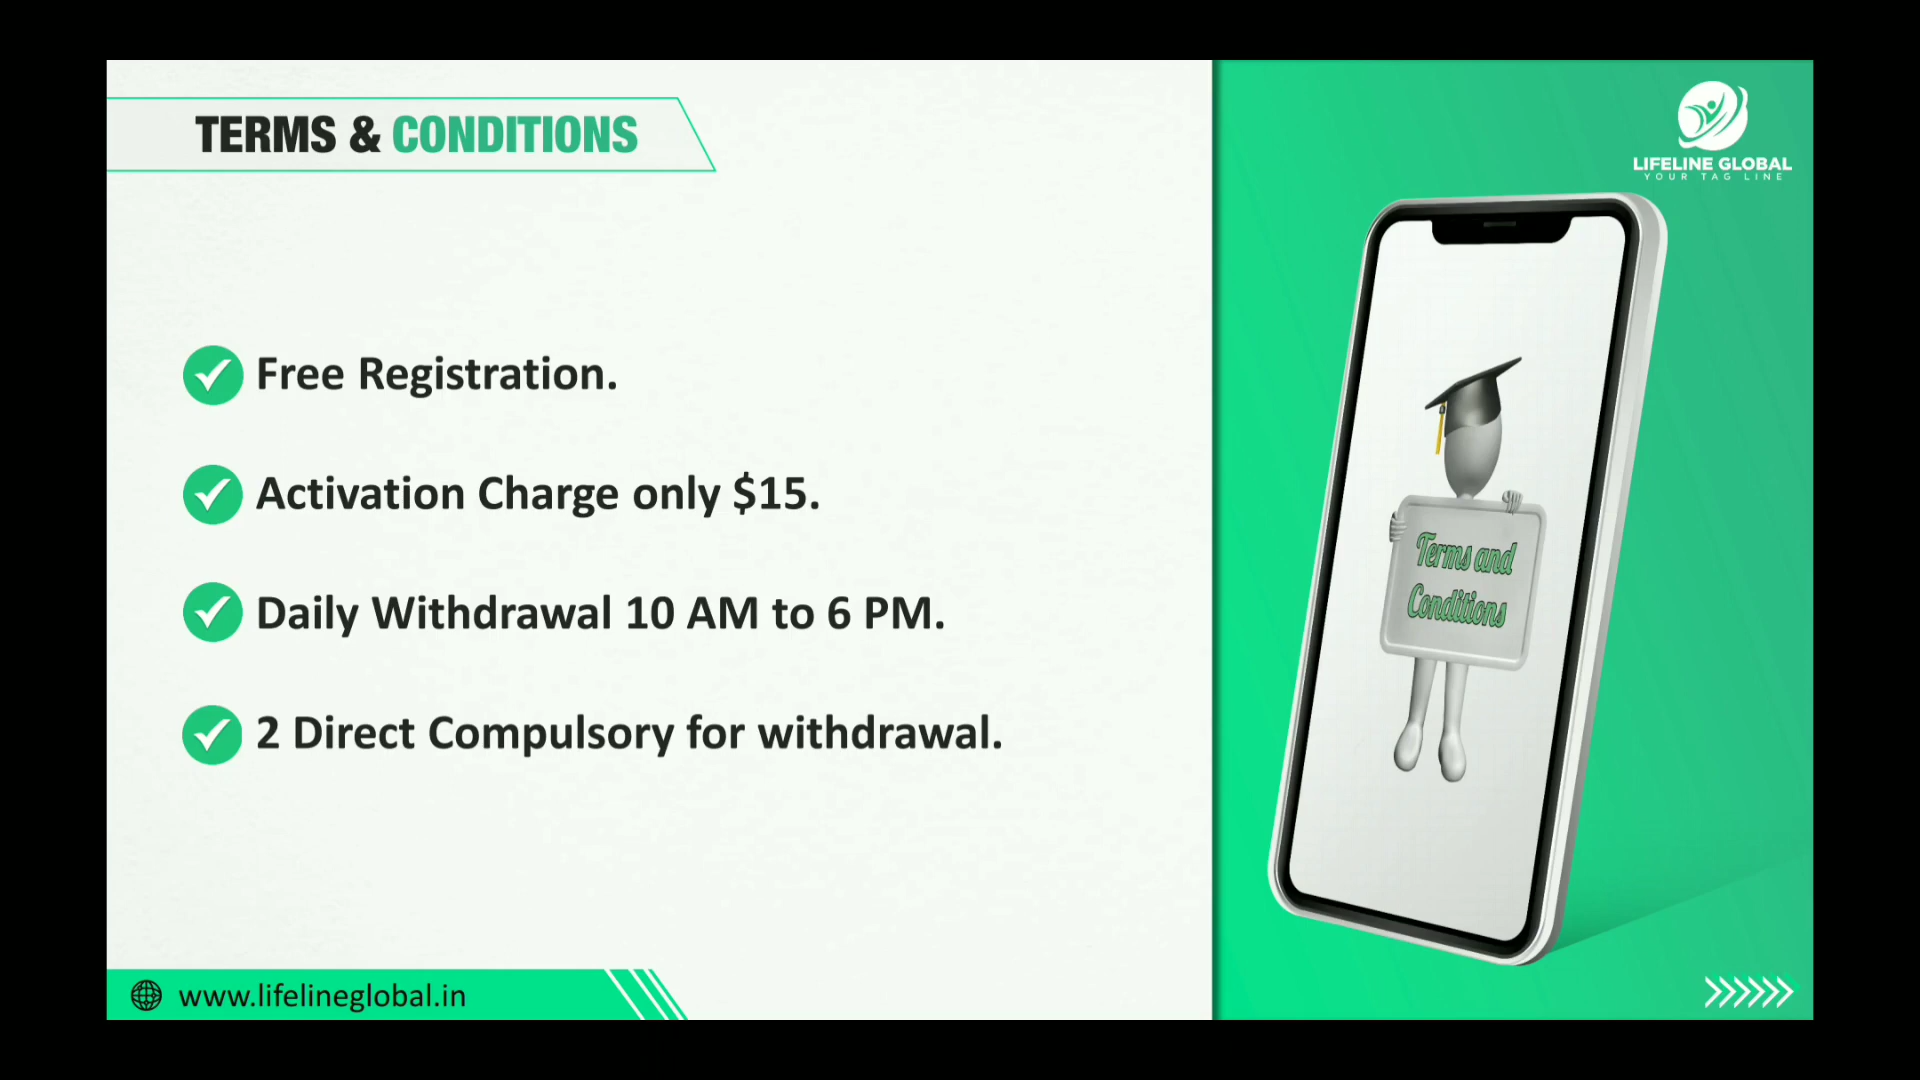 TERMS & CONDITIONS
LIFELINE GLOBAL
YOUR TAG LINE
Free Registration.
Activation Charge only $15.
Daily Withdrawal 10 AM to 6 PM.
2 Direct Compulsory for withdrawal.
Terms and
Conditions
www.lifelineglobal.in